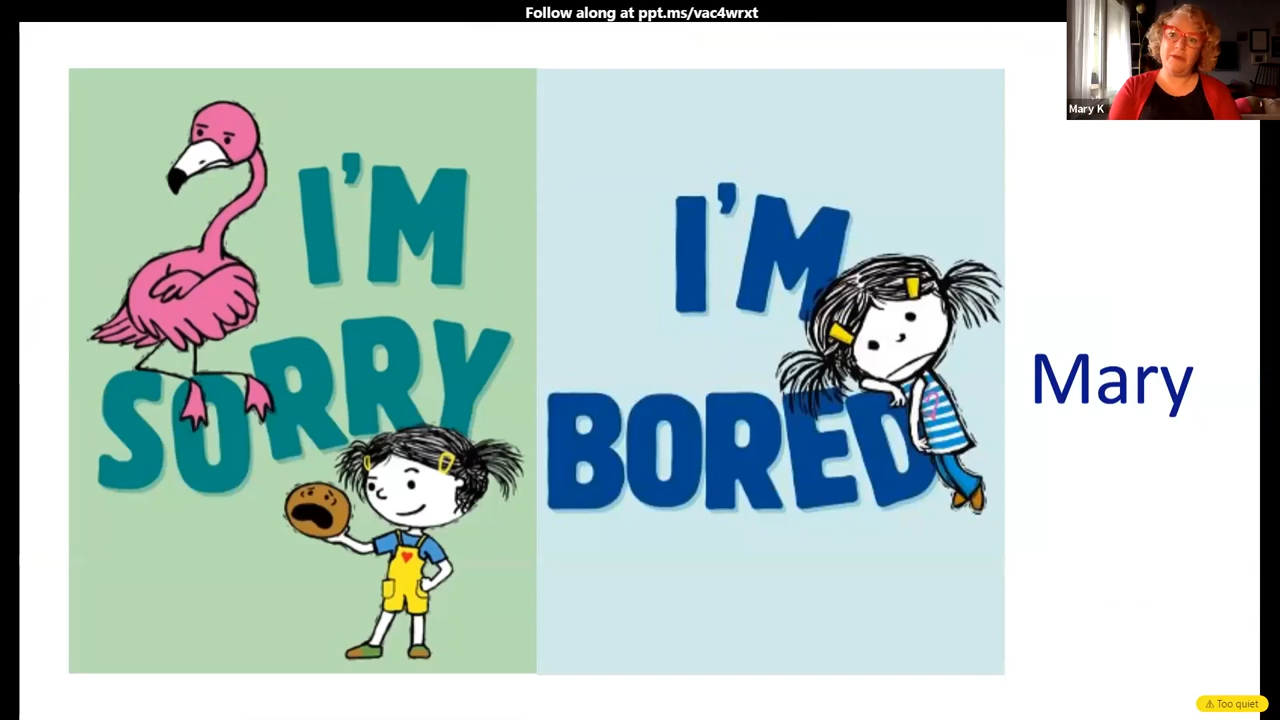 Follow along at ppt.ms/vac4wrxt
Mary K
I'M
SORRY
I'M
BORED
Mary
⚠ Too quiet